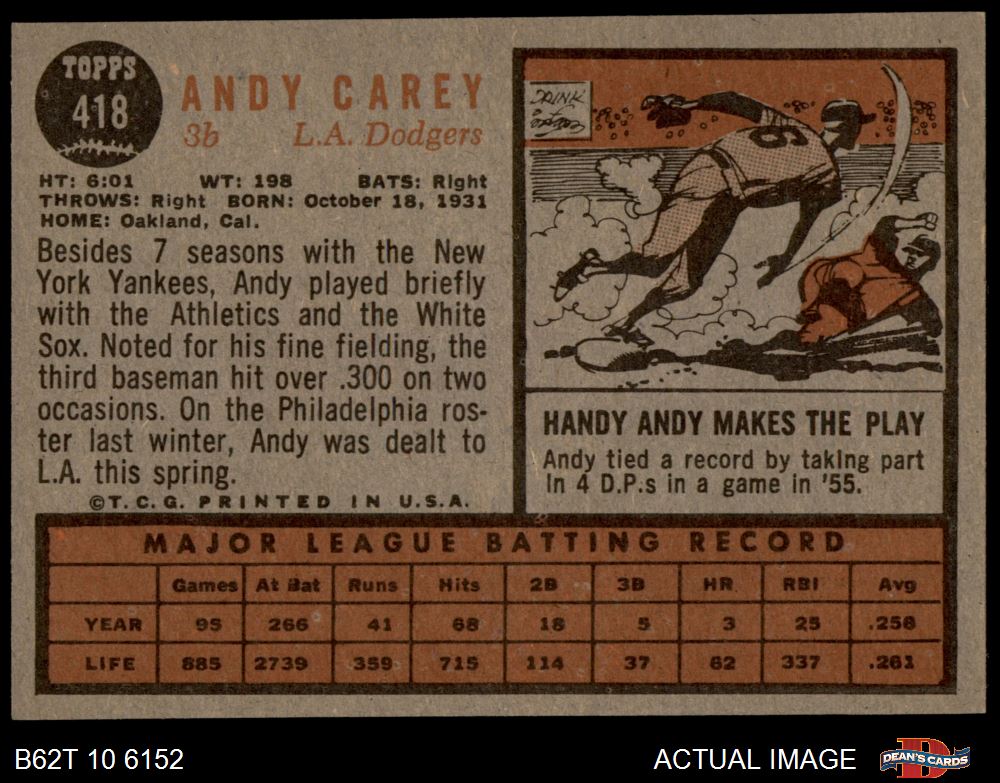 TOPPS
418
ANDY CAREY
3b L.A. Dodgers
HT: 6:01 WT: 198 BATS: Right
THROWS: Right BORN: October 18, 1931
HOME: Oakland, Cal.
Besides 7 seasons with the New
York Yankees, Andy played briefly
with the Athletics and the White
Sox. Noted for his fine fielding, the
third baseman hit over .300 on two
occasions. On the Philadelphia ros-
ter last winter, Andy was dealt to
L.A. this spring.
©T.C.G. PRINTED IN U.S.A.
DRINK
6
HANDY ANDY MAKES THE PLAY
Andy tied a record by taking part
in 4 D.P.s in a game in '55.
MAJOR LEAGUE BATTING RECORD
Games At Bat Runs Hits 2B 3B HR RBI Avg
YEAR 95 266 41 68 18 5 3 25 .256
LIFE 885 2739 359 715 114 37 62 337 .261
B62T 10 6152 ACTUAL IMAGE DEAN'S CARDS